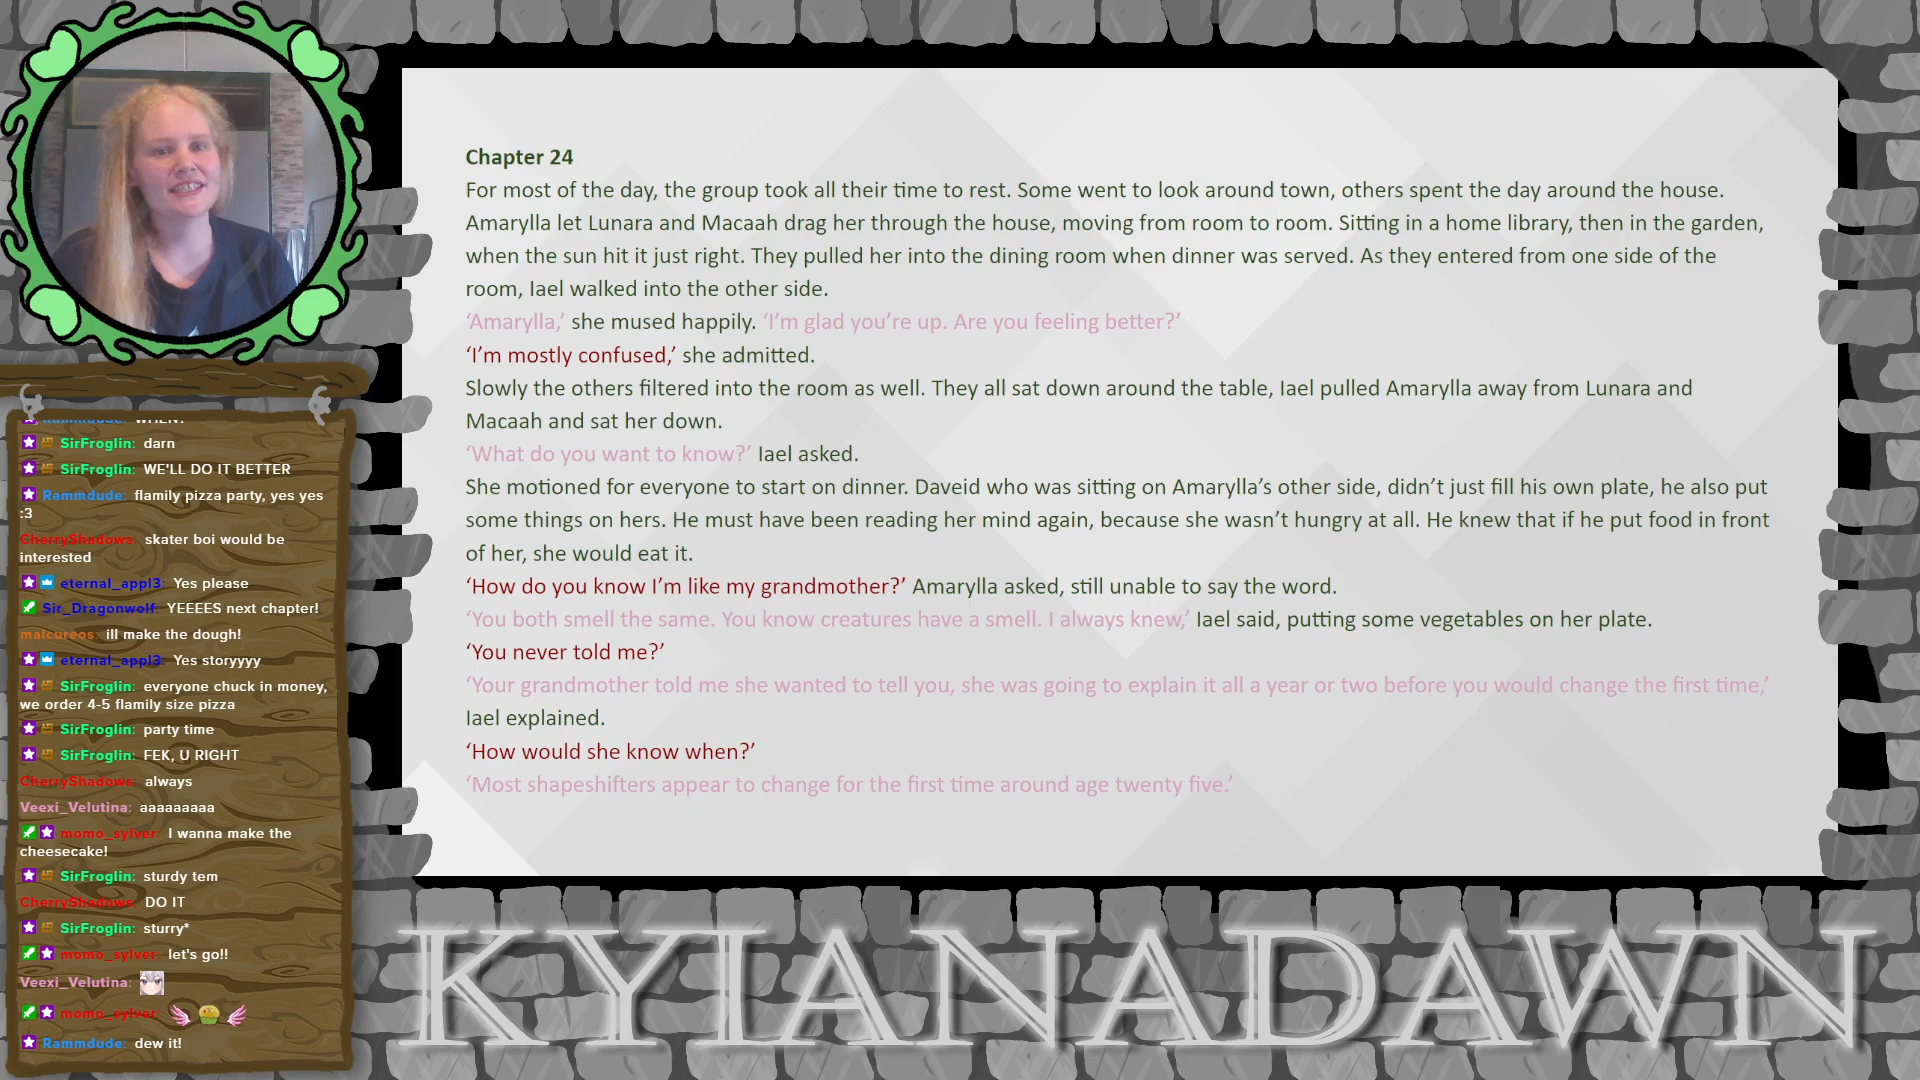 Chapter 24
For most of the day, the group took all their time to rest. Some went to look around town, others spent the day around the house.
Amarylla let Lunara and Macaah drag her through the house, moving from room to room. Sitting in a home library, then in the garden,
when the sun hit it just right. They pulled her into the dining room when dinner was served. As they entered from one side of the
room, Iael walked into the other side.
‘Amarylla,’ she mused happily. ‘I’m glad you’re up. Are you feeling better?’
‘I’m mostly confused,’ she admitted.
Slowly the others filtered into the room as well. They all sat down around the table, Iael pulled Amarylla away from Lunara and
Macaah and sat her down.
‘What do you want to know?’ Iael asked.
She motioned for everyone to start on dinner. Daveid who was sitting on Amarylla’s other side, didn’t just fill his own plate, he also put
some things on hers. He must have been reading her mind again, because she wasn’t hungry at all. He knew that if he put food in front
of her, she would eat it.
‘How do you know I’m like my grandmother?’ Amarylla asked, still unable to say the word.
‘You both smell the same. You know creatures have a smell. I always knew,’ Iael said, putting some vegetables on her plate.
‘You never told me?’
‘Your grandmother told me she wanted to tell you, she was going to explain it all a year or two before you would change the first time,’
Iael explained.
‘How would she know when?’
‘Most shapeshifters appear to change for the first time around age twenty five.’
Rammdude: WHEN?
SirFroglin: darn
SirFroglin: WE'LL DO IT BETTER
Rammdude: flamily pizza party, yes yes
:3
CherryShadows: skater boi would be
interested
eternal_appl3: Yes please
Sir_Dragonwolf: YEEEES next chapter!
malcureos: ill make the dough!
eternal_appl3: Yes storyyyy
SirFroglin: everyone chuck in money,
we order 4-5 flamily size pizza
SirFroglin: party time
SirFroglin: FEK, U RIGHT
CherryShadows: always
Veexi_Velutina: aaaaaaaaa
momo_sylver: I wanna make the
cheesecake!
SirFroglin: sturdy tem
CherryShadows: DO IT
SirFroglin: sturry*
momo_sylver: let's go!!
Veexi_Velutina:
momo_sylver:
Rammdude: dew it!
KYIANADAWN